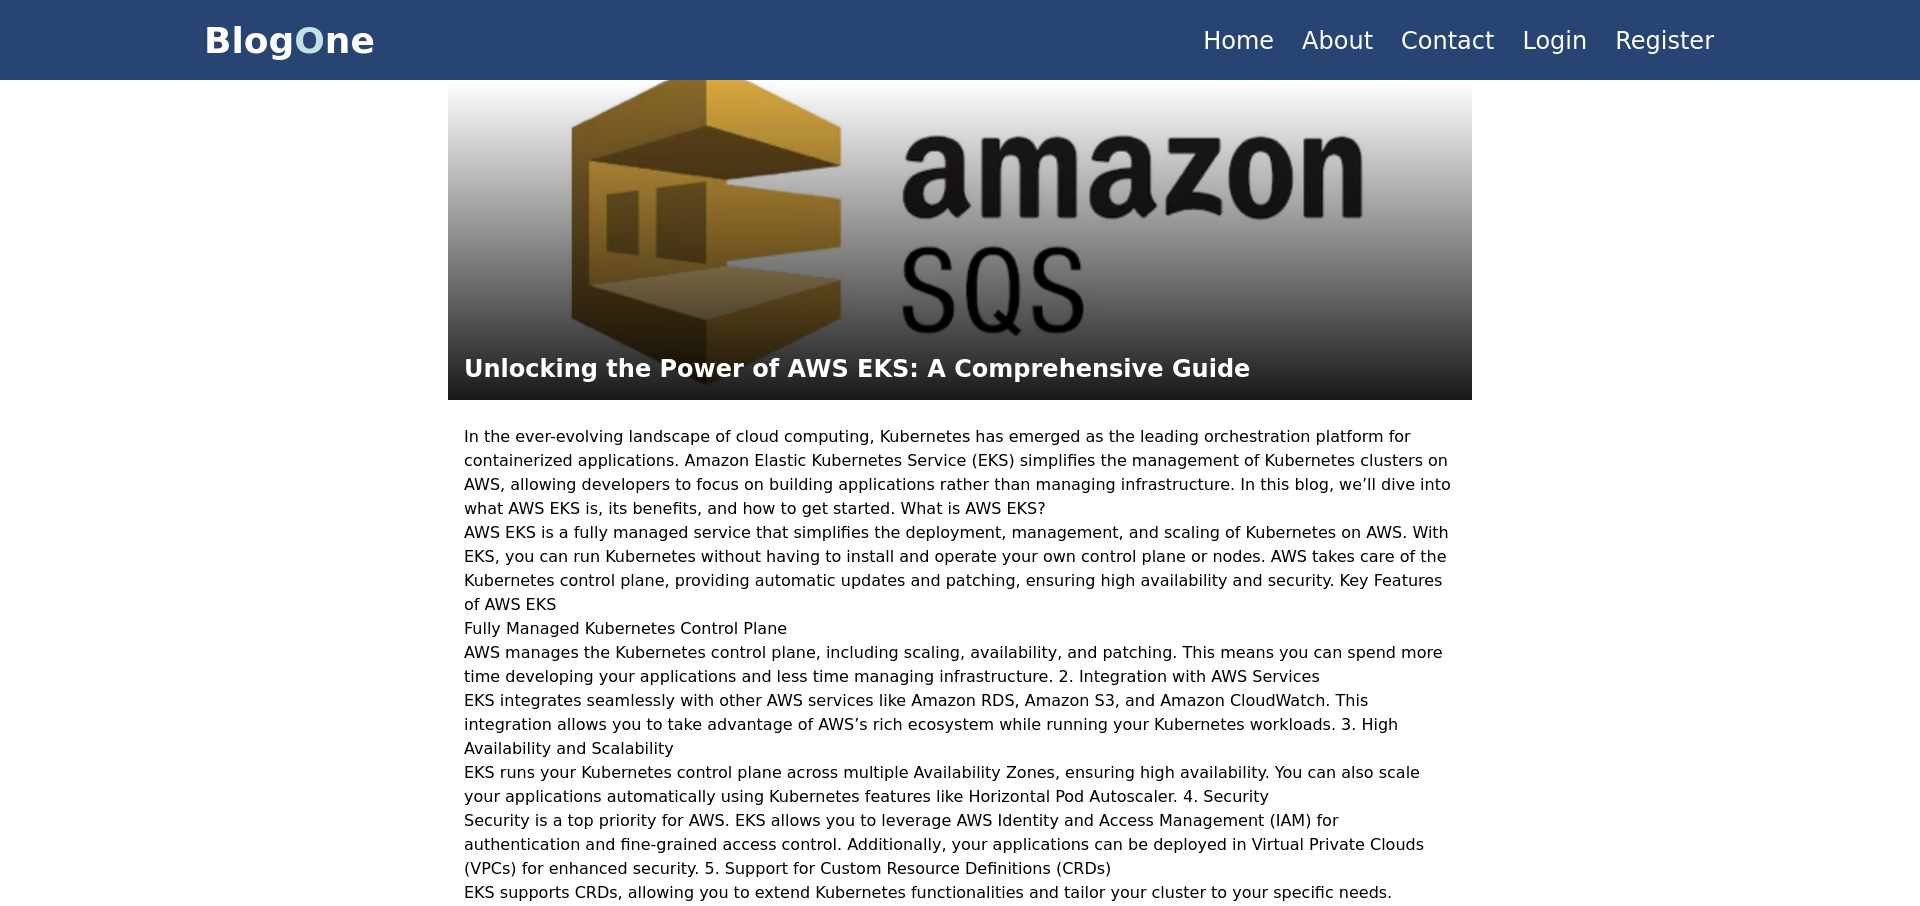 BlogOne
Home About Contact Login Register
amazon
SQS
Unlocking the Power of AWS EKS: A Comprehensive Guide
In the ever-evolving landscape of cloud computing, Kubernetes has emerged as the leading orchestration platform for
containerized applications. Amazon Elastic Kubernetes Service (EKS) simplifies the management of Kubernetes clusters on
AWS, allowing developers to focus on building applications rather than managing infrastructure. In this blog, we’ll dive into
what AWS EKS is, its benefits, and how to get started. What is AWS EKS?
AWS EKS is a fully managed service that simplifies the deployment, management, and scaling of Kubernetes on AWS. With
EKS, you can run Kubernetes without having to install and operate your own control plane or nodes. AWS takes care of the
Kubernetes control plane, providing automatic updates and patching, ensuring high availability and security. Key Features
of AWS EKS
Fully Managed Kubernetes Control Plane
AWS manages the Kubernetes control plane, including scaling, availability, and patching. This means you can spend more
time developing your applications and less time managing infrastructure. 2. Integration with AWS Services
EKS integrates seamlessly with other AWS services like Amazon RDS, Amazon S3, and Amazon CloudWatch. This
integration allows you to take advantage of AWS’s rich ecosystem while running your Kubernetes workloads. 3. High
Availability and Scalability
EKS runs your Kubernetes control plane across multiple Availability Zones, ensuring high availability. You can also scale
your applications automatically using Kubernetes features like Horizontal Pod Autoscaler. 4. Security
Security is a top priority for AWS. EKS allows you to leverage AWS Identity and Access Management (IAM) for
authentication and fine-grained access control. Additionally, your applications can be deployed in Virtual Private Clouds
(VPCs) for enhanced security. 5. Support for Custom Resource Definitions (CRDs)
EKS supports CRDs, allowing you to extend Kubernetes functionalities and tailor your cluster to your specific needs.